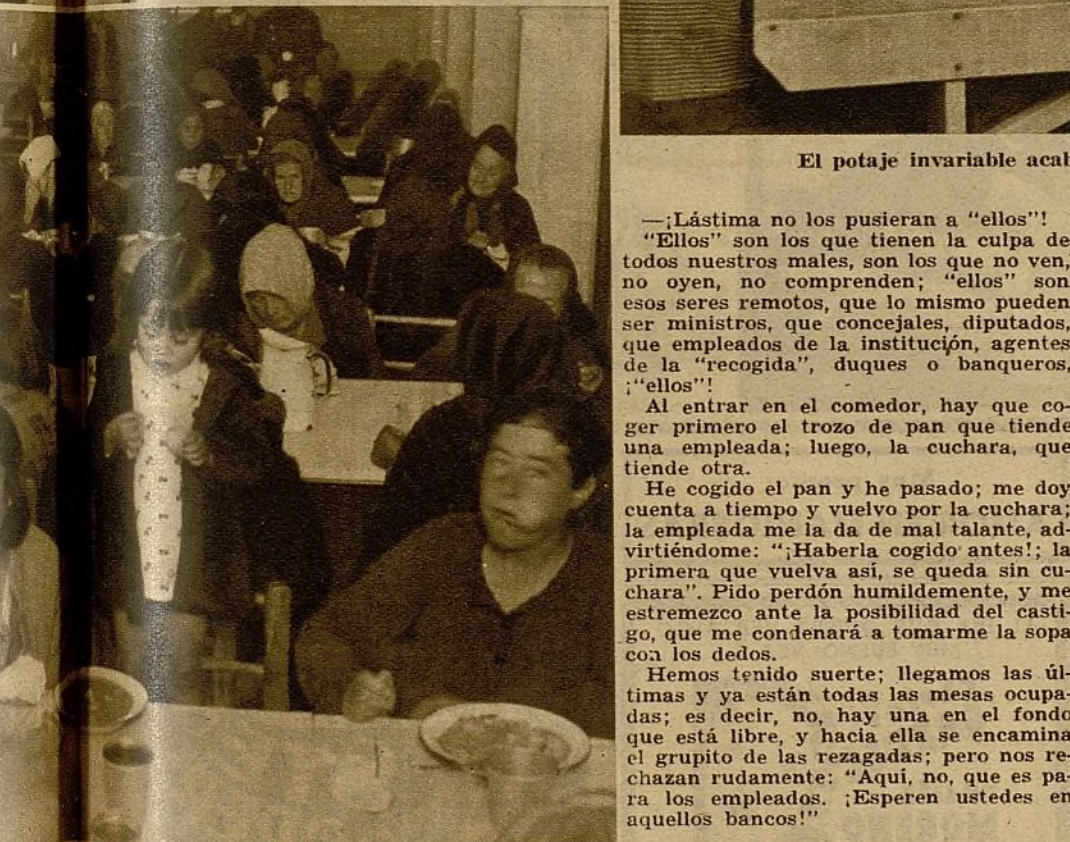 El potaje invariable acab
—¡Lástima no los pusieran a “ellos”!
“Ellos” son los que tienen la culpa de
todos nuestros males, son los que no ven,
no oyen, no comprenden; “ellos” son
esos seres remotos, que lo mismo pueden
ser ministros, que concejales, diputados,
que empleados de la institución, agentes
de la “recogida”, duques o banqueros,
¡“ellos”!
Al entrar en el comedor, hay que co-
ger primero el trozo de pan que tiende
una empleada; luego, la cuchara, que
tiende otra.
He cogido el pan y he pasado; me doy
cuenta a tiempo y vuelvo por la cuchara;
la empleada me la da de mal talante, ad-
virtiéndome: “¡Haberla cogido antes!; la
primera que vuelva así, se queda sin cu-
chara”. Pido perdón humildemente, y me
estremezco ante la posibilidad del casti-
go, que me condenará a tomarme la sopa
con los dedos.
Hemos tenido suerte; llegamos las úl-
timas y ya están todas las mesas ocupa-
das; es decir, no, hay una en el fondo
que está libre, y hacia ella se encamina
el grupito de las rezagadas; pero nos re-
chazan rudamente: “Aquí, no, que es pa-
ra los empleados. ¡Esperen ustedes en
aquellos bancos!”